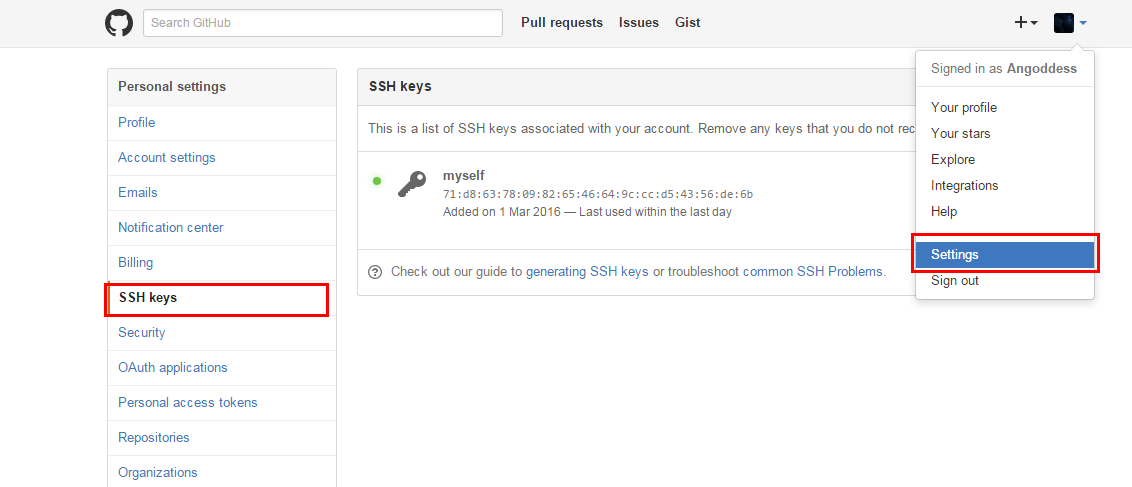 Search GitHub
Pull requests Issues Gist
Signed in as Angoddess
Your profile
Your stars
Explore
Integrations
Help
Settings
Sign out
Personal settings
Profile
Account settings
Emails
Notification center
Billing
SSH keys
Security
OAuth applications
Personal access tokens
Repositories
Organizations
SSH keys
This is a list of SSH keys associated with your account. Remove any keys that you do not rec
myself
71:d8:63:78:09:82:65:46:64:9c:cc:d5:43:56:de:6b
Added on 1 Mar 2016 — Last used within the last day
Check out our guide to generating SSH keys or troubleshoot common SSH Problems.